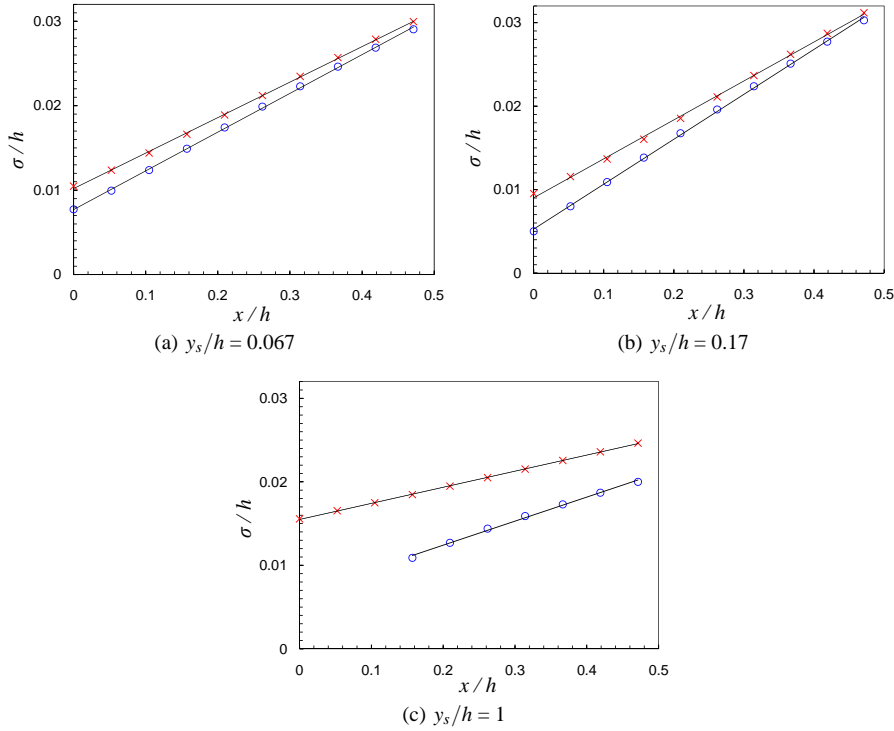 0.03
0.02
0.01
0
σ / h
0 0.1 0.2 0.3 0.4 0.5
x / h
(a) y_s/h = 0.067
0.03
0.02
0.01
0
σ / h
0 0.1 0.2 0.3 0.4 0.5
x / h
(b) y_s/h = 0.17
0.03
0.02
0.01
0
σ / h
0 0.1 0.2 0.3 0.4 0.5
x / h
(c) y_s/h = 1